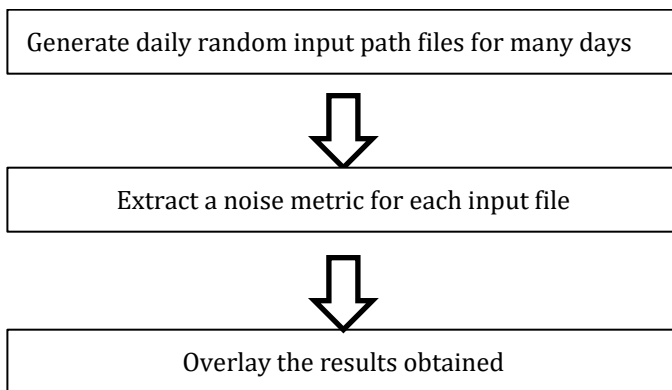 Generate daily random input path files for many days
Extract a noise metric for each input file
Overlay the results obtained